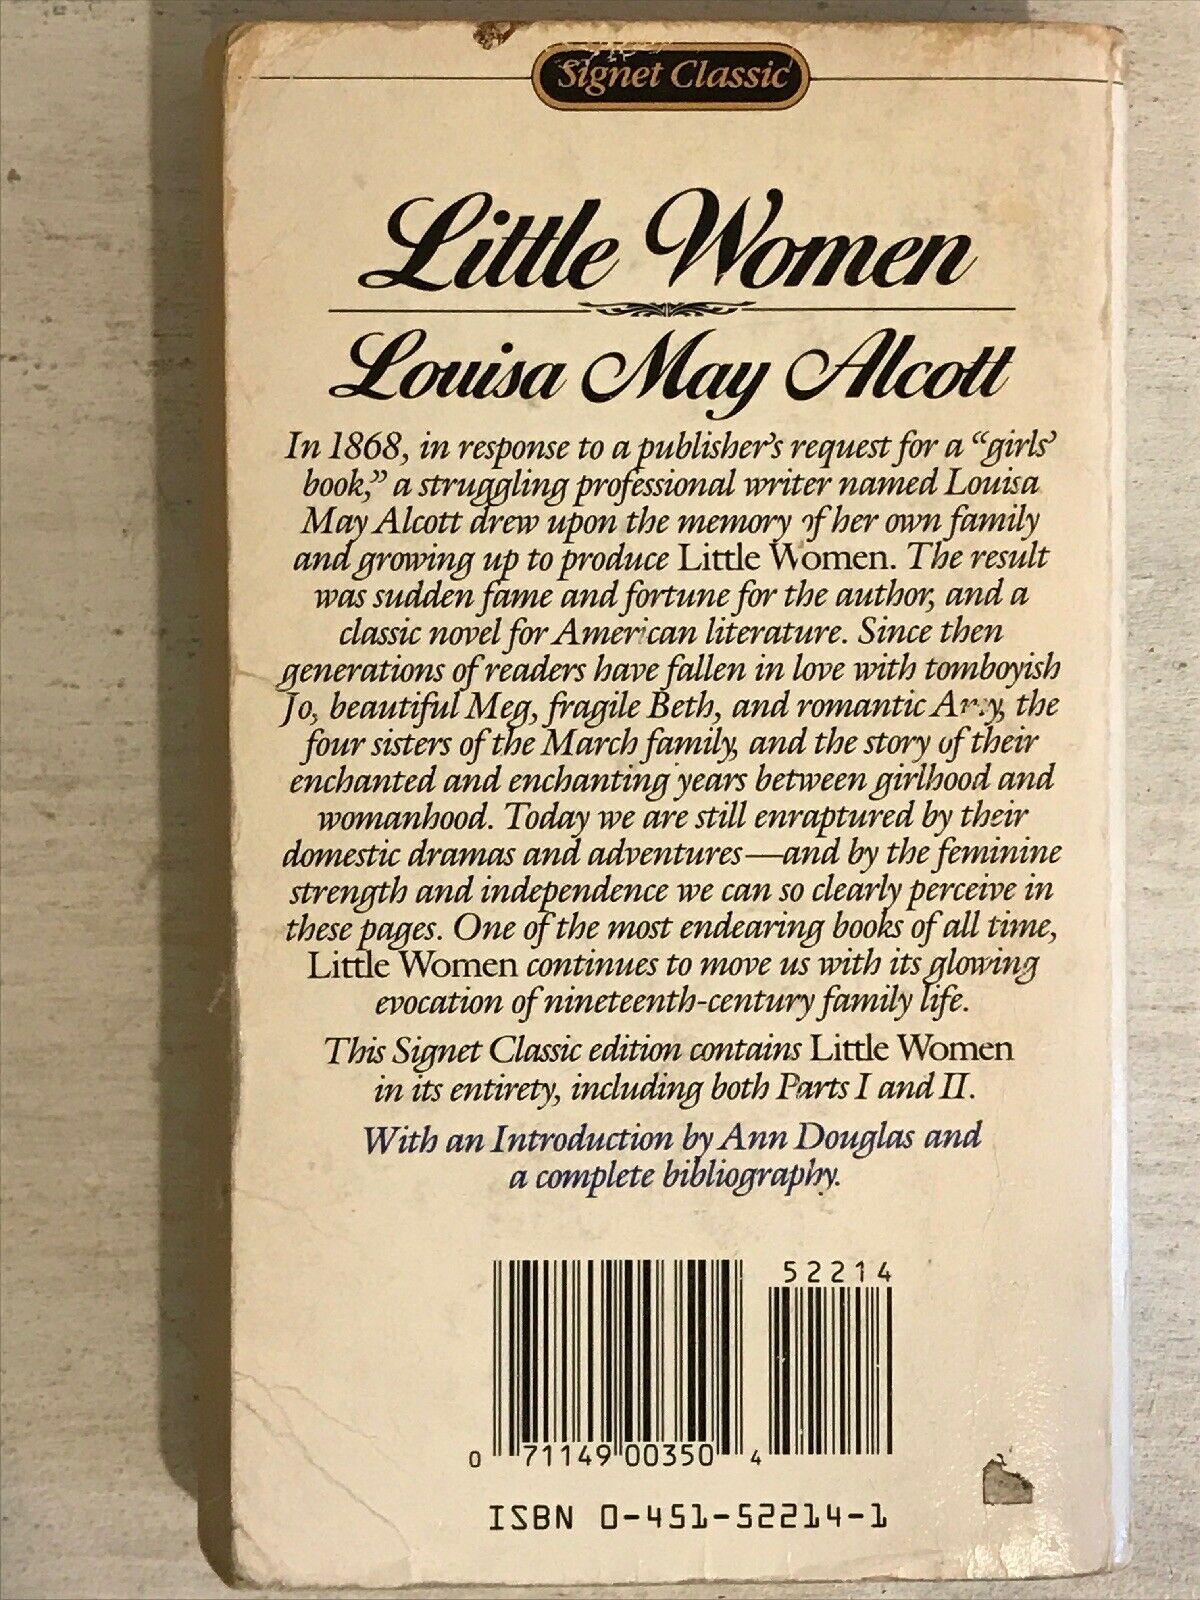 Signet Classic
Little Women
Louisa May Alcott
In 1868, in response to a publisher's request for a “girls'
book,” a struggling professional writer named Louisa
May Alcott drew upon the memory of her own family
and growing up to produce Little Women. The result
was sudden fame and fortune for the author, and a
classic novel for American literature. Since then
generations of readers have fallen in love with tomboyish
Jo, beautiful Meg, fragile Beth, and romantic Amy, the
four sisters of the March family, and the story of their
enchanted and enchanting years between girlhood and
womanhood. Today we are still enraptured by their
domestic dramas and adventures—and by the feminine
strength and independence we can so clearly perceive in
these pages. One of the most endearing books of all time,
Little Women continues to move us with its glowing
evocation of nineteenth-century family life.
This Signet Classic edition contains Little Women
in its entirety, including both Parts I and II.
With an Introduction by Ann Douglas and
a complete bibliography.
52214
0 71149 00350 4
ISBN 0-451-52214-1